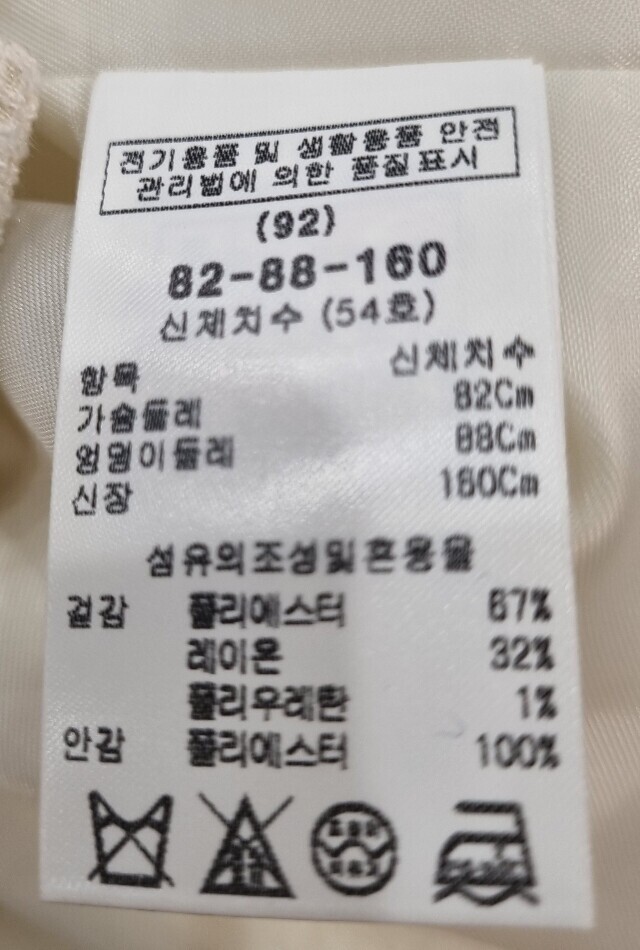 전기용품 및 생활용품 안전
관리법에 의한 품질표시
(92)
82-88-160
신체치수 (54호)
항목 신체치수
가슴둘레 82Cm
엉덩이둘레 88Cm
신장 160Cm
섬유의조성및혼용율
겉감 폴리에스터 67%
레이온 32%
폴리우레탄 1%
안감 폴리에스터 100%